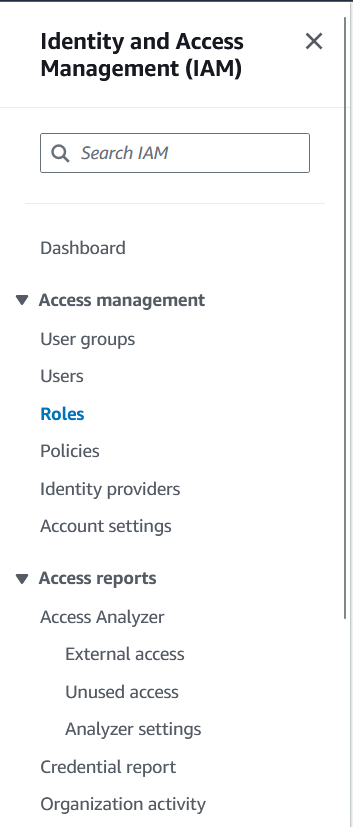 Identity and Access
Management (IAM)
Search IAM
Dashboard
Access management
User groups
Users
Roles
Policies
Identity providers
Account settings
Access reports
Access Analyzer
External access
Unused access
Analyzer settings
Credential report
Organization activity